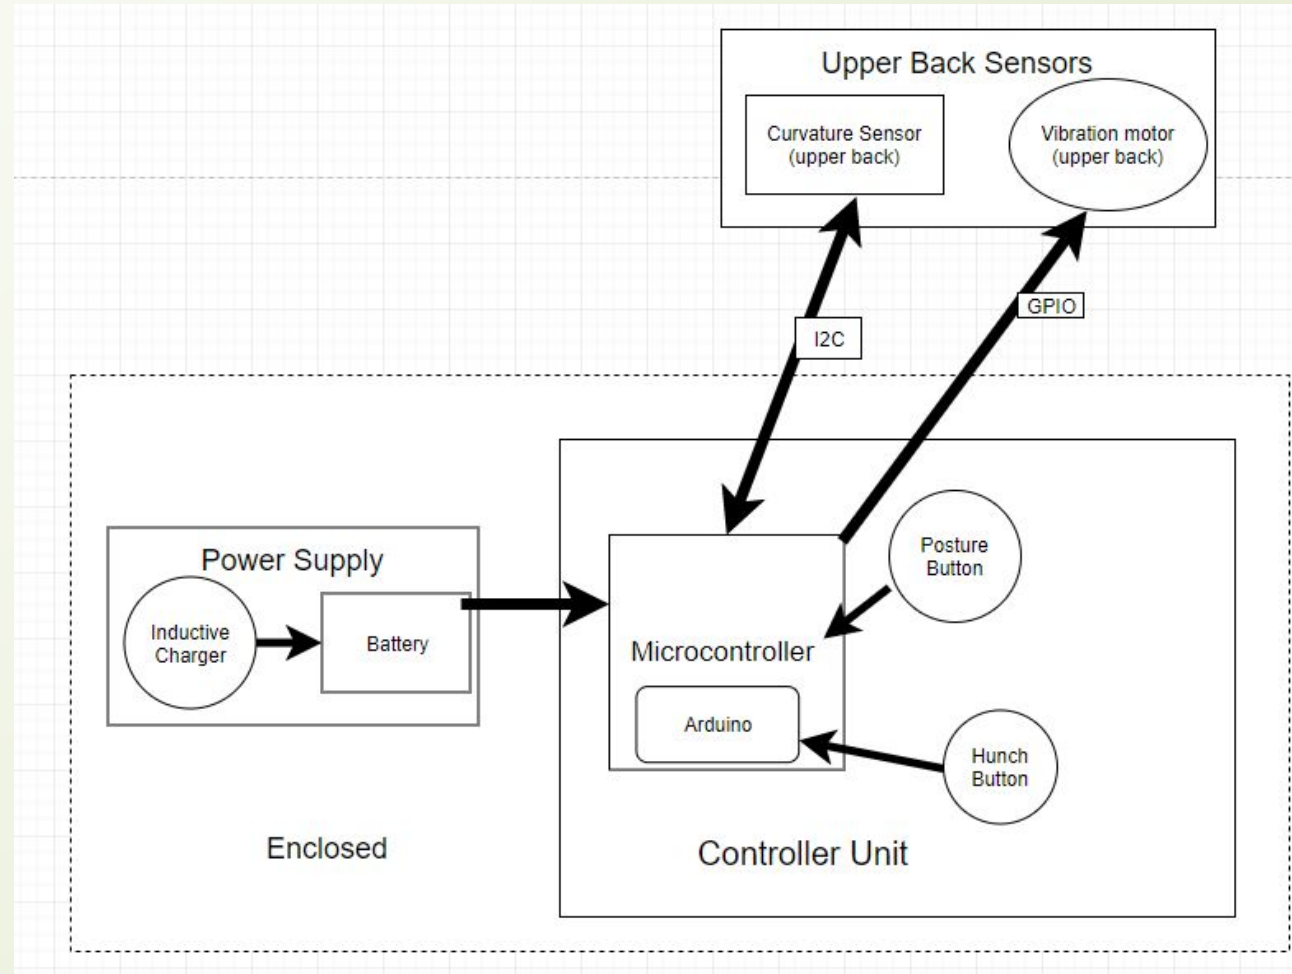 Upper Back Sensors
Curvature Sensor
(upper back)
Vibration motor
(upper back)
I2C
GPIO
Power Supply
Inductive
Charger
Battery
Microcontroller
Arduino
Posture
Button
Hunch
Button
Enclosed
Controller Unit